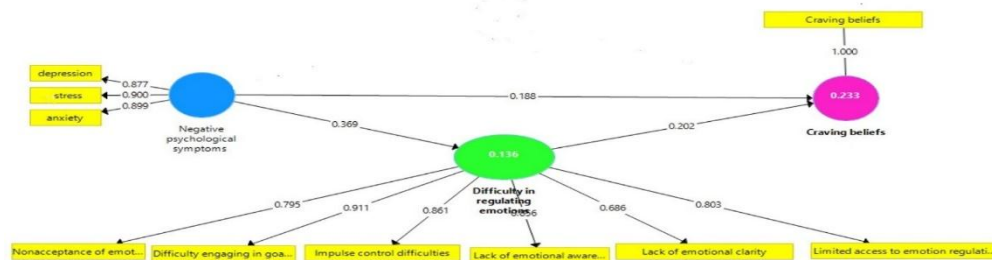 Craving beliefs
1.000
depression
0.877
stress
0.900
anxiety
0.899
0.188
0.233
Negative
psychological
symptoms
0.369
0.202
Craving beliefs
0.136
Difficulty in
regulating
emotions
0.795
0.911
0.861
0.686
0.803
Nonacceptance of emot...
Difficulty engaging in goa...
Impulse control difficulties
Lack of emotional aware...
Lack of emotional clarity
Limited access to emotion regulati...